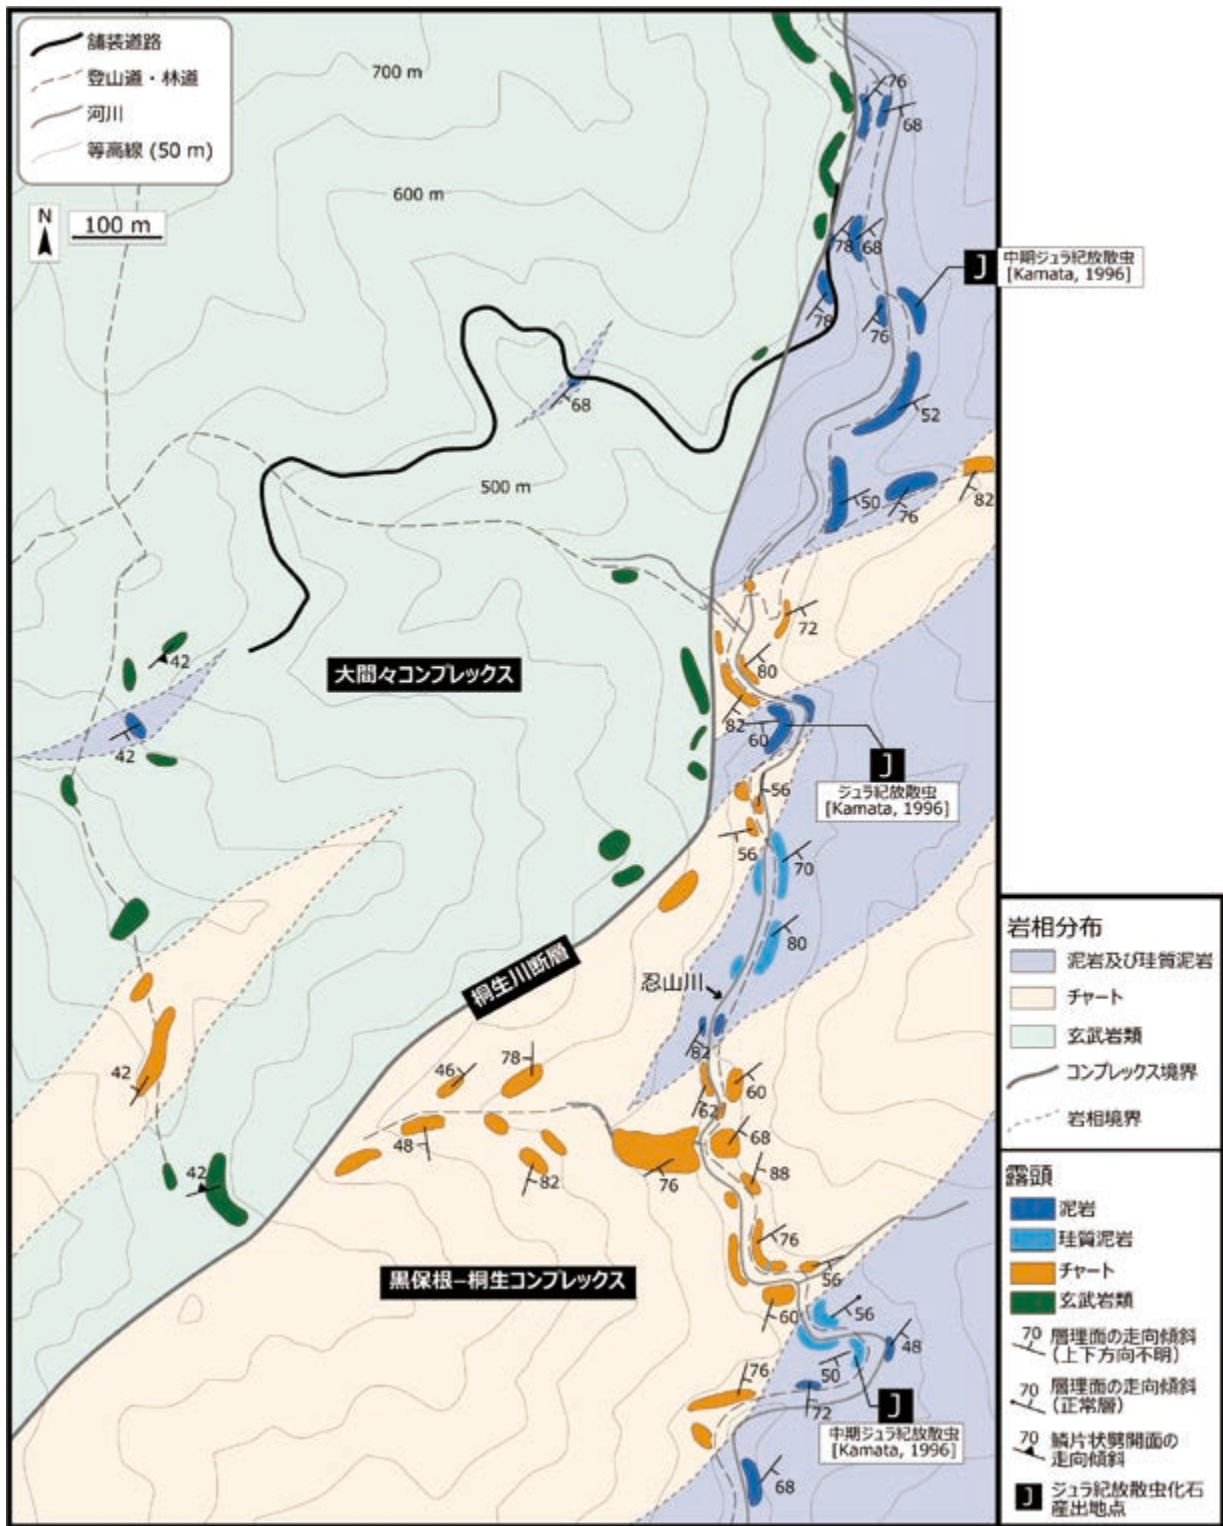 舗装道路
登山道・林道
河川
等高線 (50 m)
N
100 m
700 m
600 m
500 m
76
68
78
68
78
76
68
52
50
76
82
J
中期ジュラ紀放散虫
[Kamata, 1996]
72
80
82
60
42
42
大間々コンプレックス
J
ジュラ紀放散虫
[Kamata, 1996]
56
56
70
80
桐生川断層
忍山川
82
42
46
78
60
62
48
68
82
76
88
42
76
56
黒保根−桐生コンプレックス
60
56
48
50
76
72
J
中期ジュラ紀放散虫
[Kamata, 1996]
68
岩相分布
泥岩及び珪質泥岩
チャート
玄武岩類
コンプレックス境界
岩相境界
露頭
泥岩
珪質泥岩
チャート
玄武岩類
70
層理面の走向傾斜
(上下方向不明)
70
層理面の走向傾斜
(正常層)
70
鱗片状劈開面の
走向傾斜
J
ジュラ紀放散虫化石
産出地点